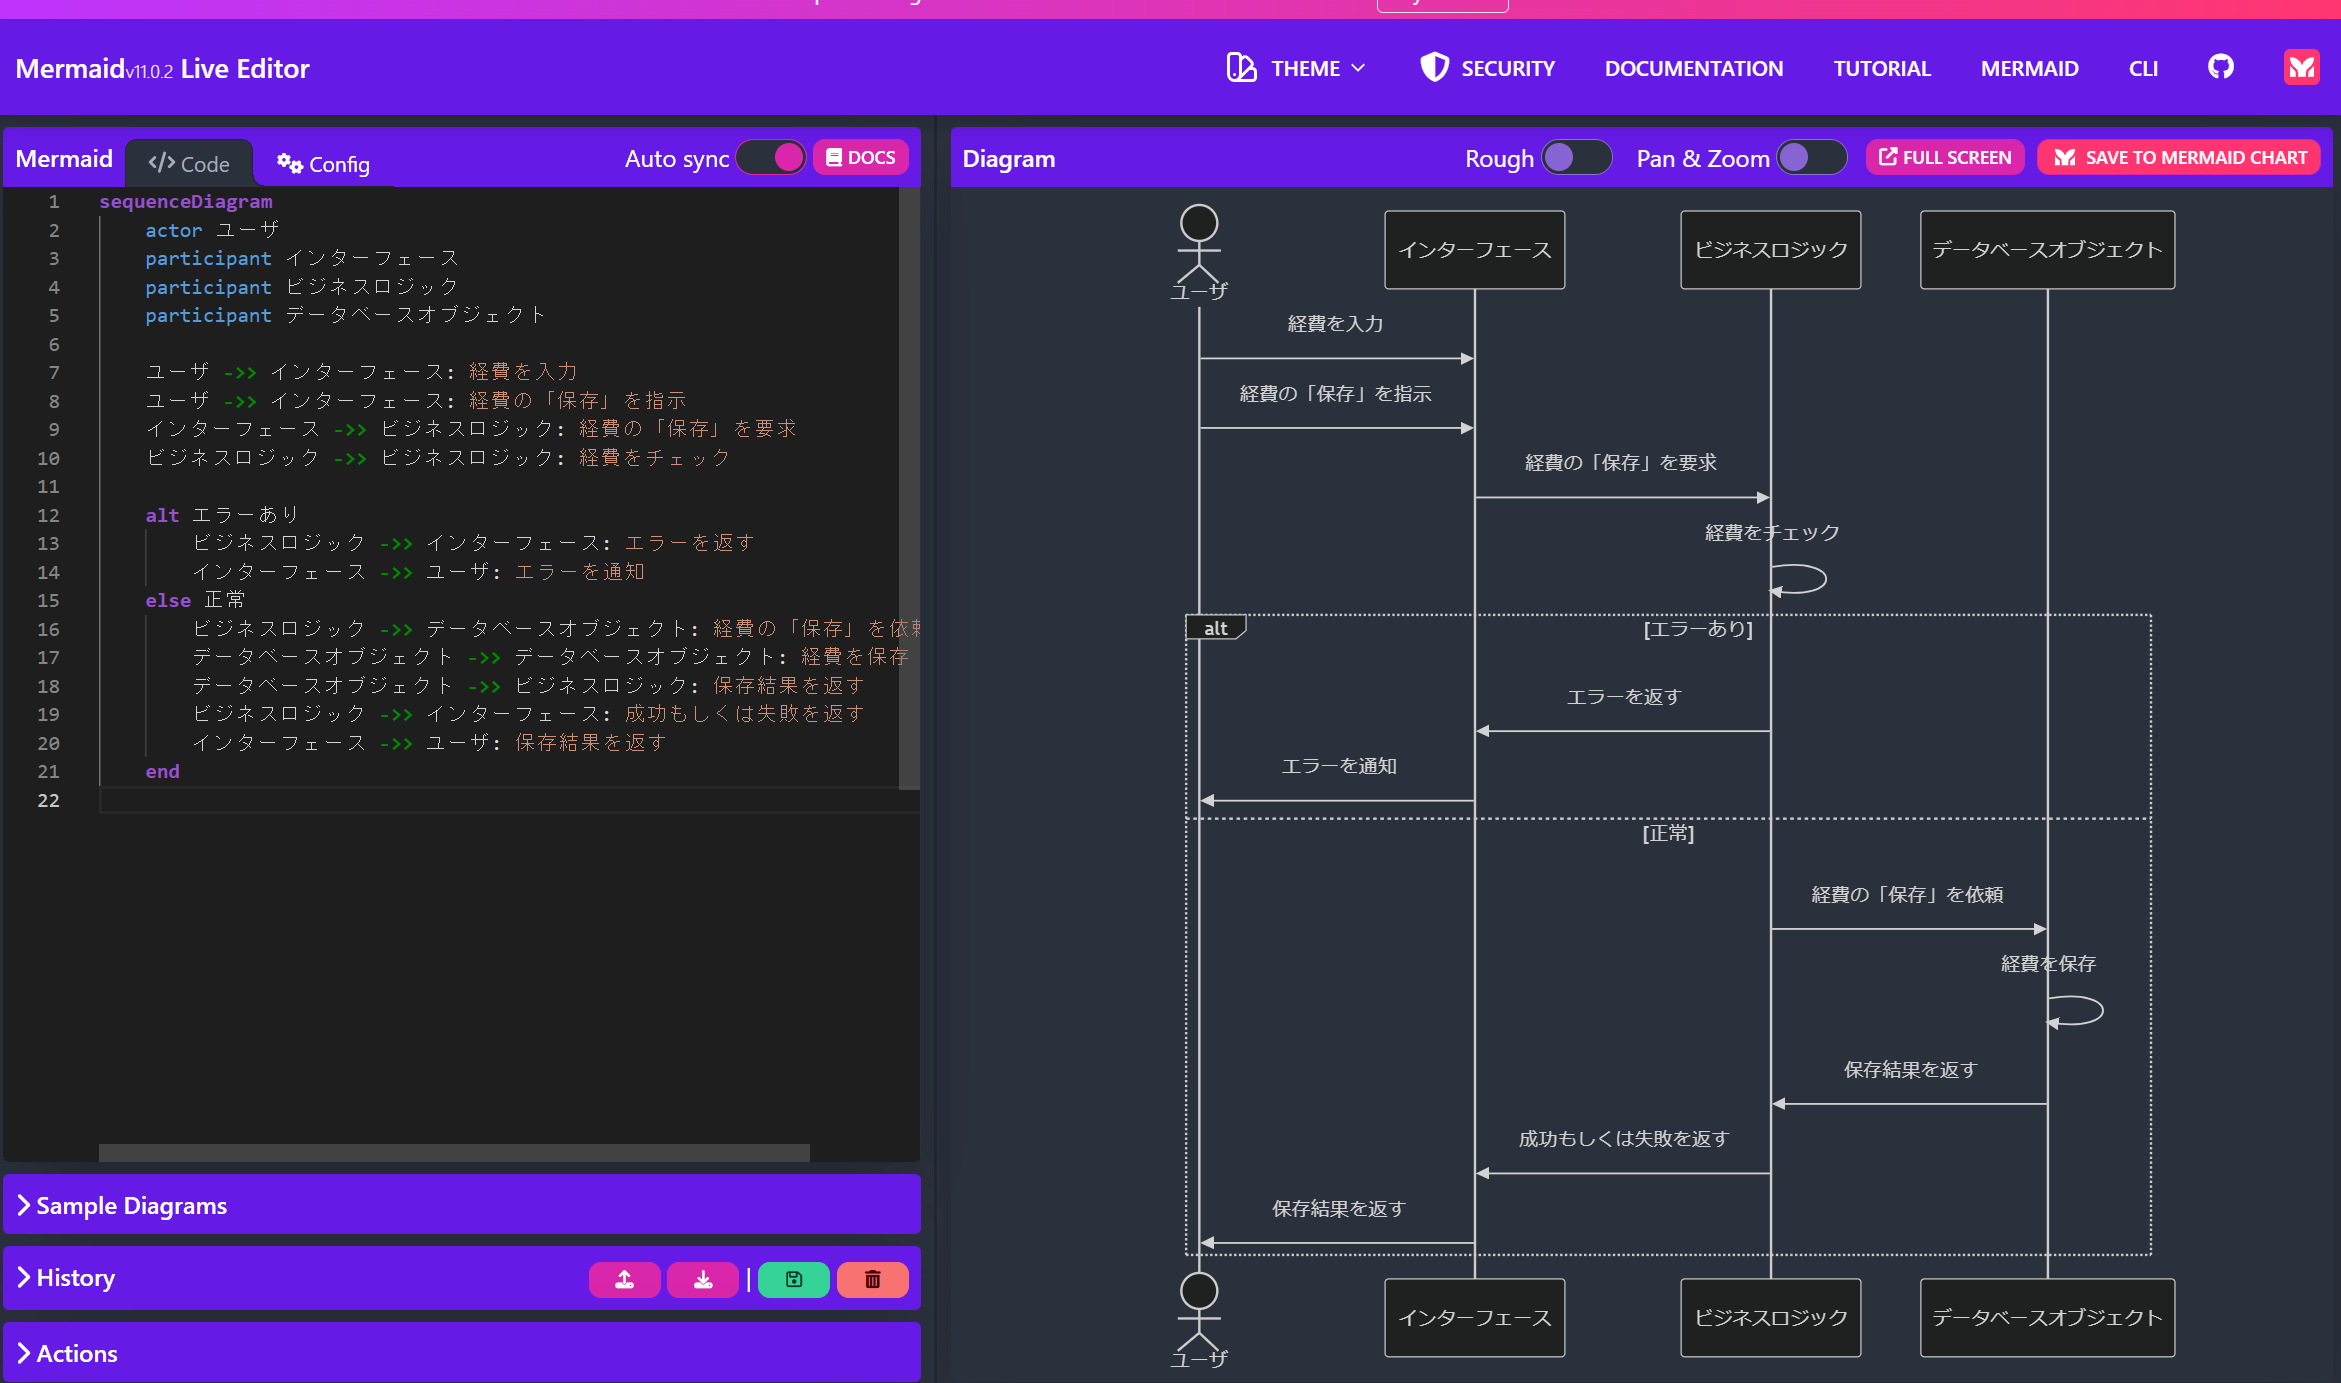 Mermaid v11.0.2 Live Editor
THEME
SECURITY
DOCUMENTATION
TUTORIAL
MERMAID
CLI
Mermaid
Code
Config
Auto sync
DOCS
1 sequenceDiagram
2 actor ユーザ
3 participant インターフェース
4 participant ビジネスロジック
5 participant データベースオブジェクト
6
7 ユーザ ->> インターフェース: 経費を入力
8 ユーザ ->> インターフェース: 経費の「保存」を指示
9 インターフェース ->> ビジネスロジック: 経費の「保存」を要求
10 ビジネスロジック ->> ビジネスロジック: 経費をチェック
11
12 alt エラーあり
13 ビジネスロジック ->> インターフェース: エラーを返す
14 インターフェース ->> ユーザ: エラーを通知
15 else 正常
16 ビジネスロジック ->> データベースオブジェクト: 経費の「保存」を依
17 データベースオブジェクト ->> データベースオブジェクト: 経費を保存
18 データベースオブジェクト ->> ビジネスロジック: 保存結果を返す
19 ビジネスロジック ->> インターフェース: 成功もしくは失敗を返す
20 インターフェース ->> ユーザ: 保存結果を返す
21 end
22
Sample Diagrams
History
Actions
Diagram
Rough
Pan & Zoom
FULL SCREEN
SAVE TO MERMAID CHART
ユーザ
インターフェース
ビジネスロジック
データベースオブジェクト
経費を入力
経費の「保存」を指示
経費の「保存」を要求
経費をチェック
alt
[エラーあり]
エラーを返す
エラーを通知
[正常]
経費の「保存」を依頼
経費を保存
保存結果を返す
成功もしくは失敗を返す
保存結果を返す
ユーザ
インターフェース
ビジネスロジック
データベースオブジェクト